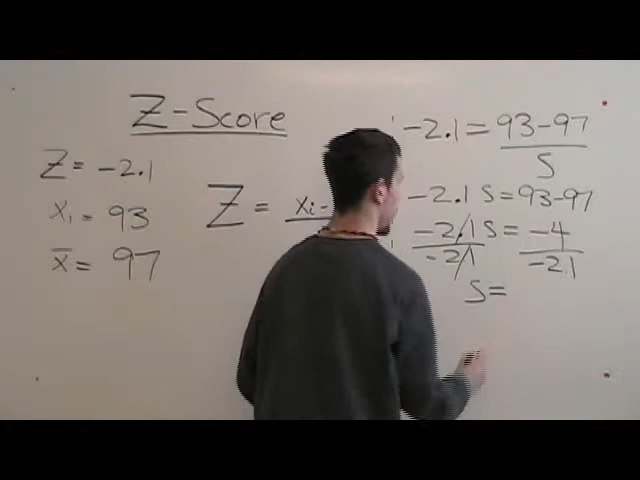 Z-Score
Z = -2.1
x₁ = 93
x̄ = 97
Z = xᵢ -
-2.1 = 93-97
S
-2.1 S = 93-97
-2.1 S = -4
-2.1 -2.1
S =